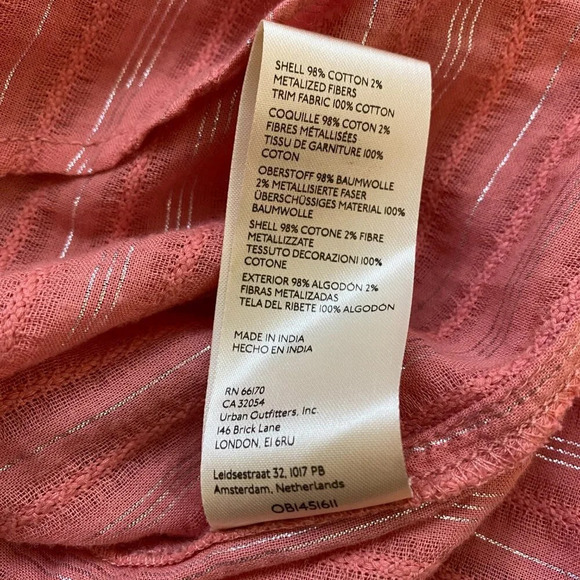 SHELL 98% COTTON 2%
METALIZED FIBERS
TRIM FABRIC 100% COTTON
COQUILLE 98% COTON 2%
FIBRES MÉTALLISÉES
TISSU DE GARNITURE 100%
COTON
OBERSTOFF 98% BAUMWOLLE
2% METALLISIERTE FASER
ÜBERSCHÜSSIGES MATERIAL 100%
BAUMWOLLE
SHELL 98% COTONE 2% FIBRE
METALLIZZATE
TESSUTO DECORAZIONI 100%
COTONE
EXTERIOR 98% ALGODÓN 2%
FIBRAS METALIZADAS
TELA DEL RIBETE 100% ALGODÓN
MADE IN INDIA
HECHO EN INDIA
RN 66170
CA 32054
Urban Outfitters, Inc.
146 Brick Lane
LONDON, E1 6RU
Leidsestraat 32, 1017 PB
Amsterdam, Netherlands
OB1451611